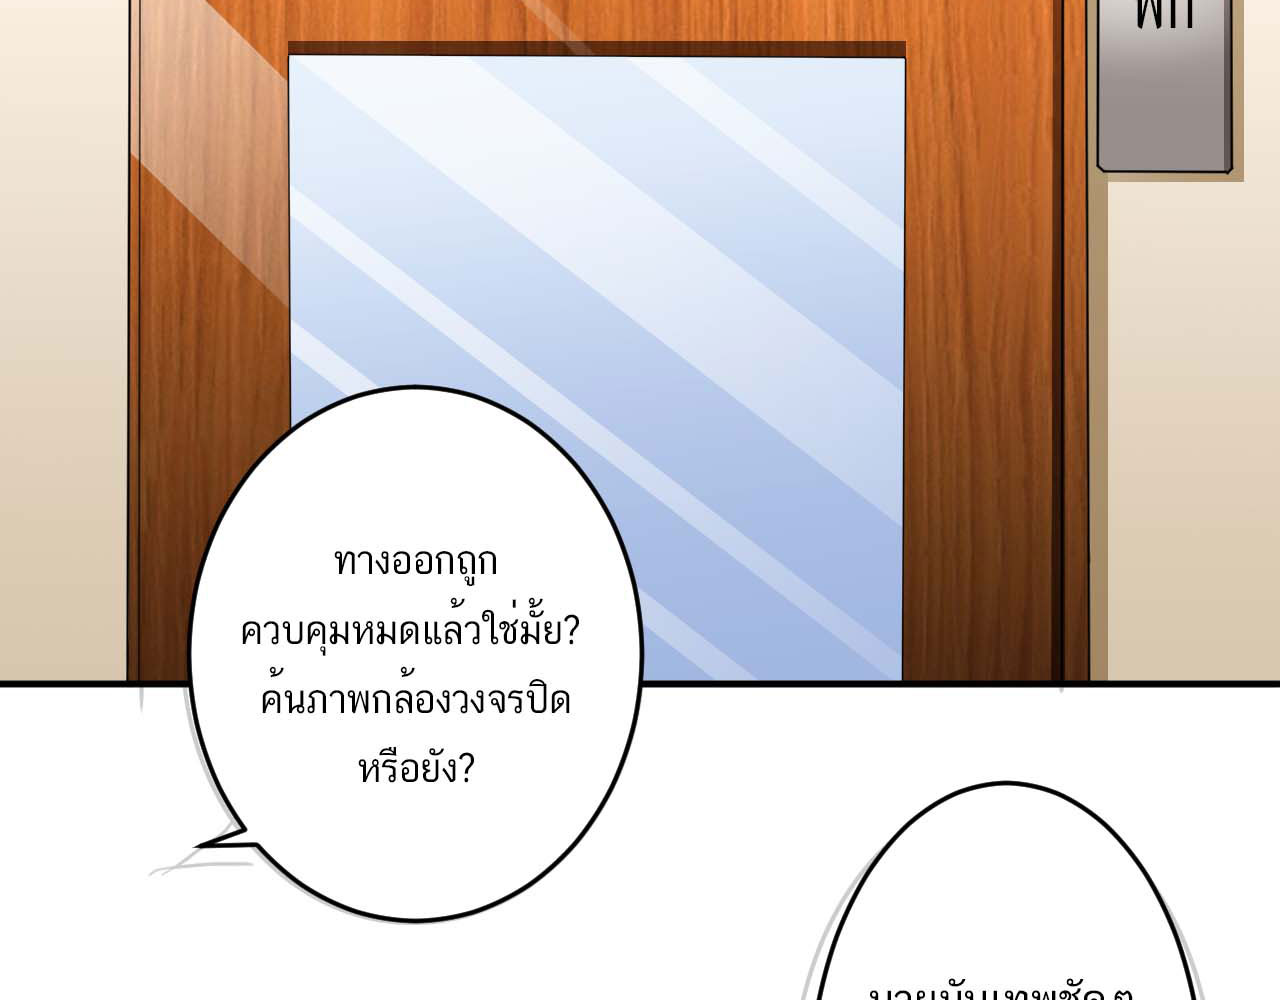 ทางออกถูก
ควบคุมหมดแล้วใช่มั้ย?
ค้นภาพกล้องวงจรปิด
หรือยัง?